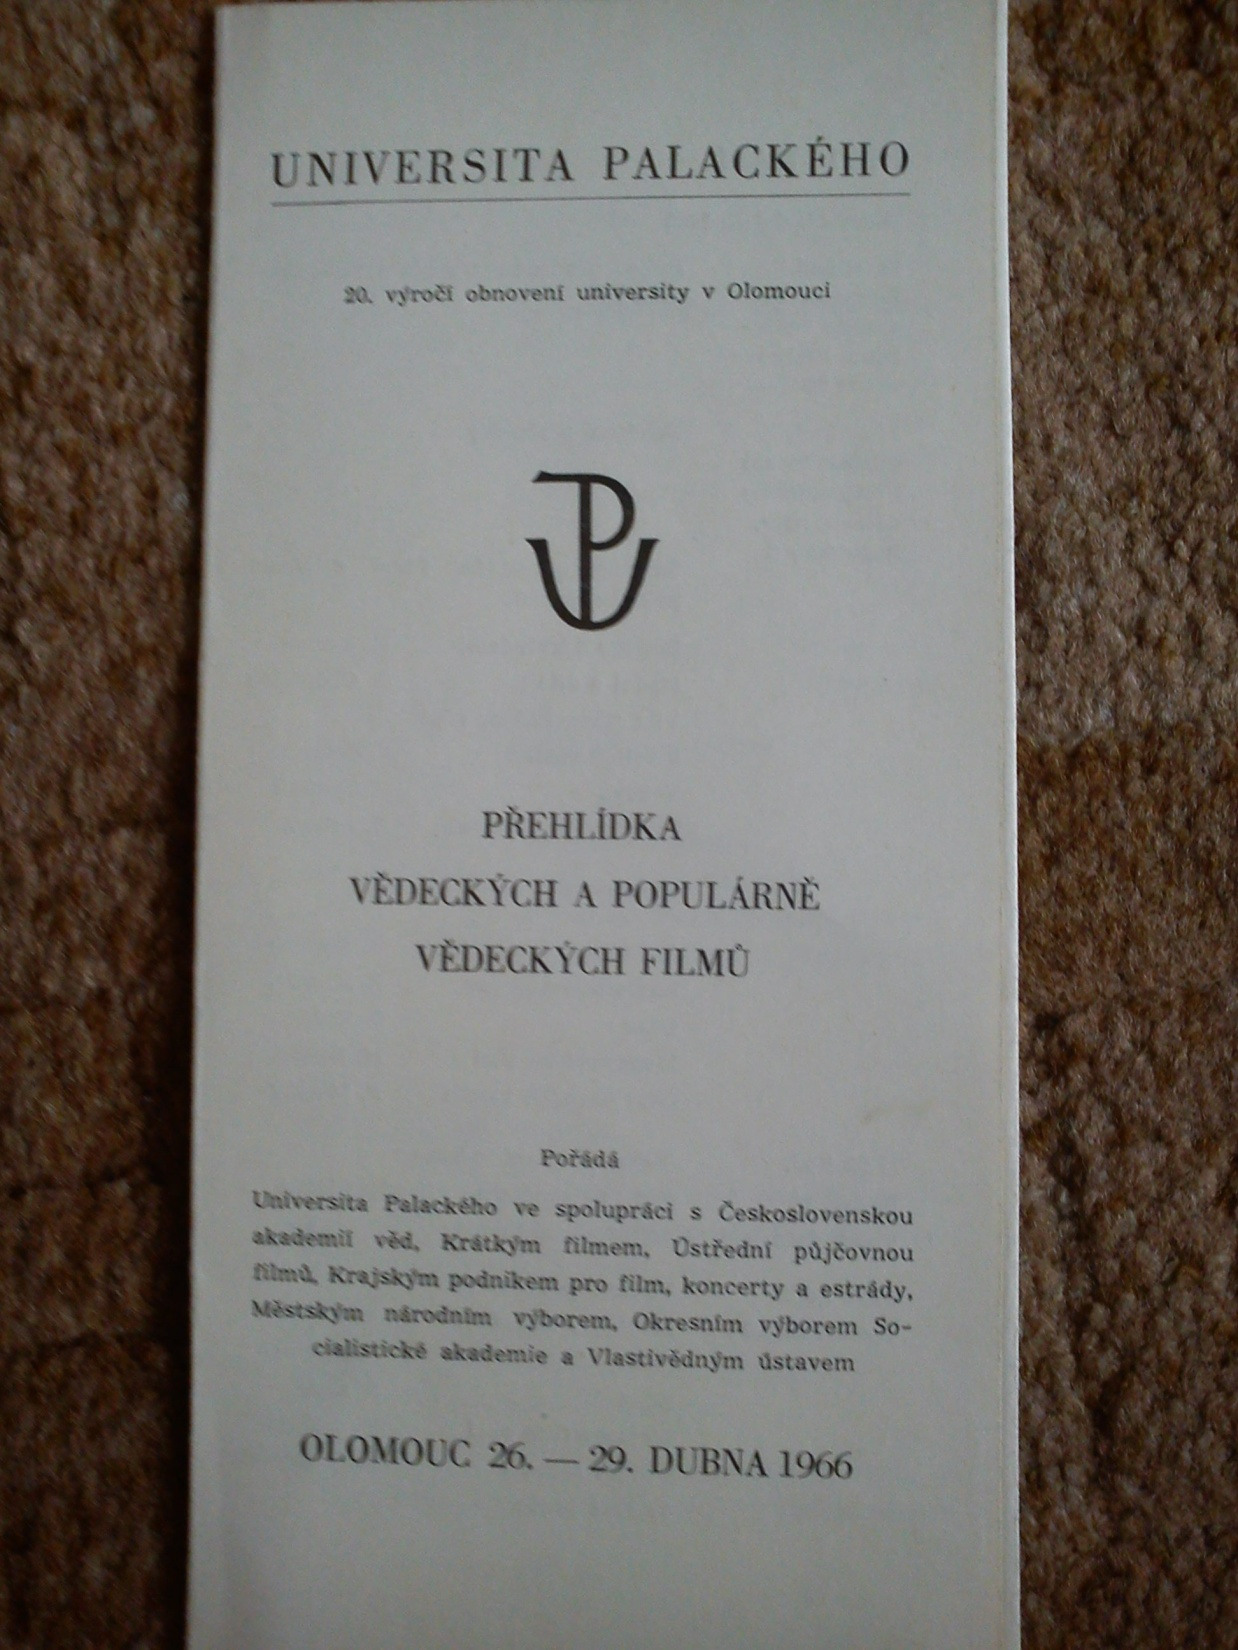 UNIVERSITA PALACKÉHO
20. výročí obnovení university v Olomouci
PŘEHLÍDKA
VĚDECKÝCH A POPULÁRNĚ
VĚDECKÝCH FILMŮ
Pořádá
Universita Palackého ve spolupráci s Československou
akademií věd, Krátkým filmem, Ústřední půjčovnou
filmů, Krajským podnikem pro film, koncerty a estrády,
Městským národním výborem, Okresním výborem So-
cialistické akademie a Vlastivědným ústavem
OLOMOUC 26. — 29. DUBNA 1966